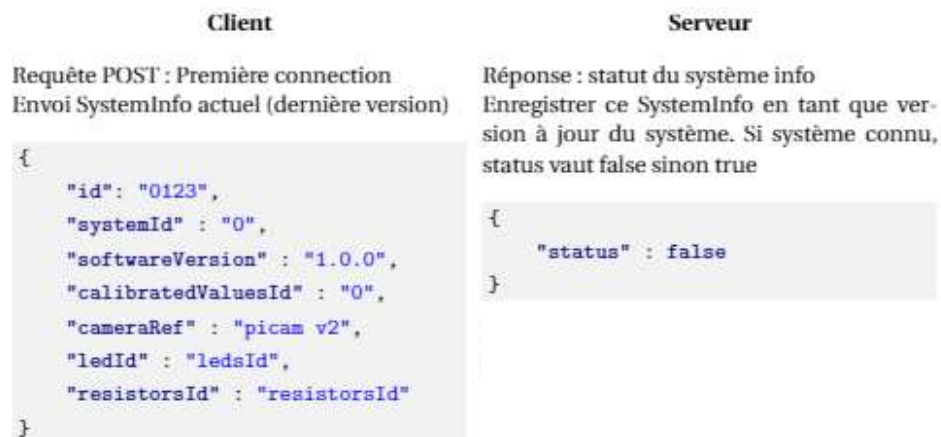 Client
Requête POST : Première connection
Envoi SystemInfo actuel (dernière version)
{
"id": "0123",
"systemId" : "0",
"softwareVersion" : "1.0.0",
"calibratedValuesId" : "0",
"cameraRef" : "picam v2",
"ledId" : "ledsId",
"resistorsId" : "resistorsId"
}
Serveur
Réponse : statut du système info
Enregistrer ce SystemInfo en tant que ver-
sion à jour du système. Si système connu,
status vaut false sinon true
{
"status" : false
}